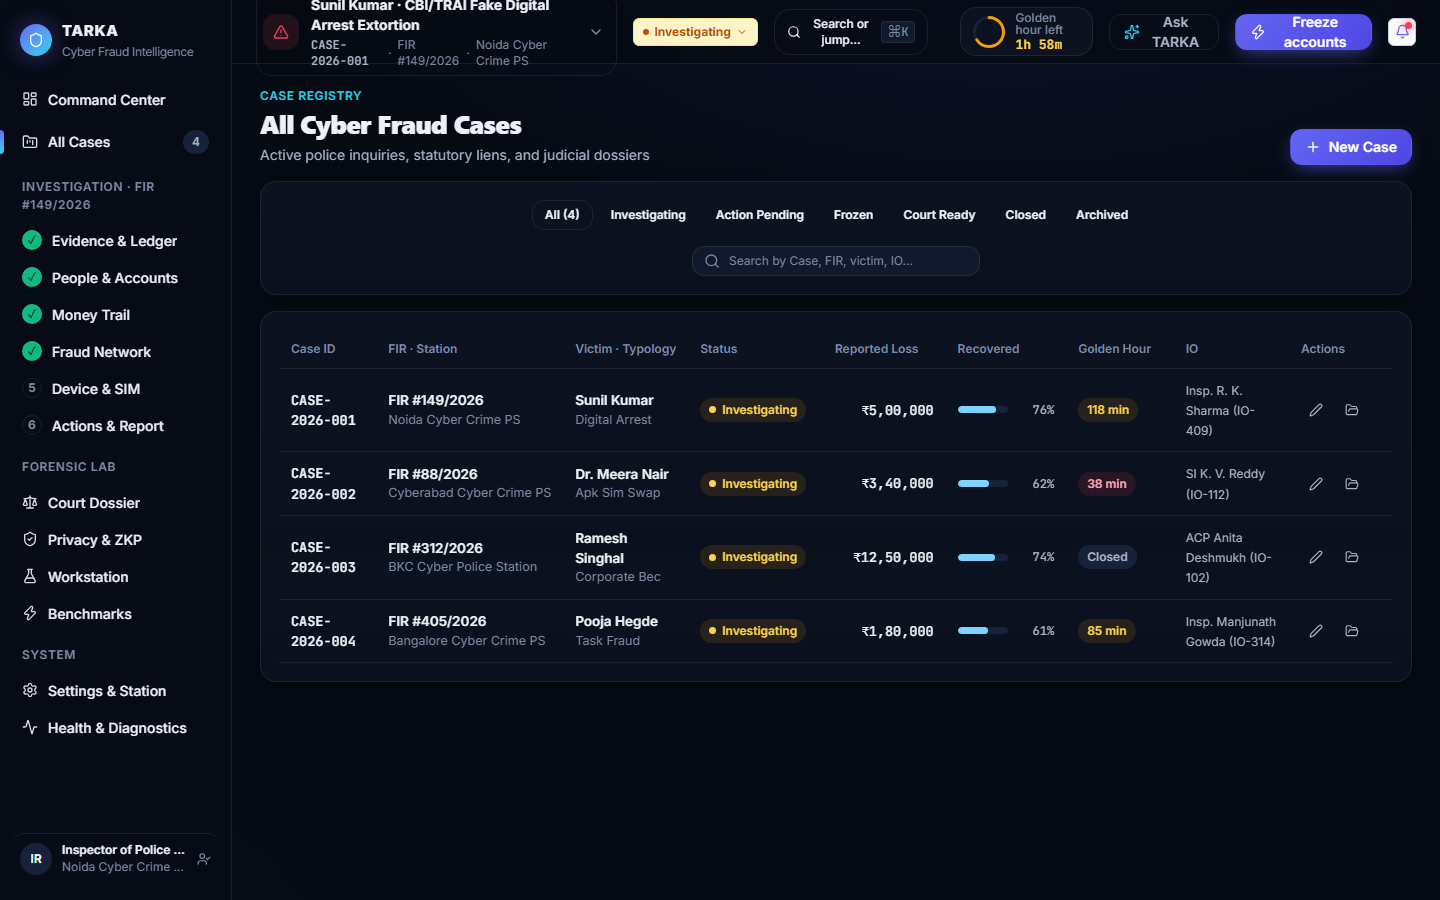 TARKA
Cyber Fraud Intelligence
Command Center
All Cases 4
INVESTIGATION · FIR
#149/2026
Evidence & Ledger
People & Accounts
Money Trail
Fraud Network
5 Device & SIM
6 Actions & Report
FORENSIC LAB
Court Dossier
Privacy & ZKP
Workstation
Benchmarks
SYSTEM
Settings & Station
Health & Diagnostics
IR Inspector of Police ...
Noida Cyber Crime ...
Sunil Kumar · CBI/TRAI Fake Digital
Arrest Extortion
CASE- · FIR · Noida Cyber
2026-001 #149/2026 Crime PS
Investigating
Search or
jump...
⌘K
Golden
hour left
1h 58m
Ask
TARKA
Freeze
accounts
CASE REGISTRY
All Cyber Fraud Cases
Active police inquiries, statutory liens, and judicial dossiers
New Case
All (4) Investigating Action Pending Frozen Court Ready Closed Archived
Search by Case, FIR, victim, IO...
Case ID FIR · Station Victim · Typology Status Reported Loss Recovered Golden Hour IO Actions
CASE-
2026-001
FIR #149/2026
Noida Cyber Crime PS
Sunil Kumar
Digital Arrest
Investigating
₹5,00,000
76%
118 min
Insp. R. K.
Sharma (IO-
409)
CASE-
2026-002
FIR #88/2026
Cyberabad Cyber Crime PS
Dr. Meera Nair
Apk Sim Swap
Investigating
₹3,40,000
62%
38 min
SI K. V. Reddy
(IO-112)
CASE-
2026-003
FIR #312/2026
BKC Cyber Police Station
Ramesh
Singhal
Corporate Bec
Investigating
₹12,50,000
74%
Closed
ACP Anita
Deshmukh (IO-
102)
CASE-
2026-004
FIR #405/2026
Bangalore Cyber Crime PS
Pooja Hegde
Task Fraud
Investigating
₹1,80,000
61%
85 min
Insp. Manjunath
Gowda (IO-314)